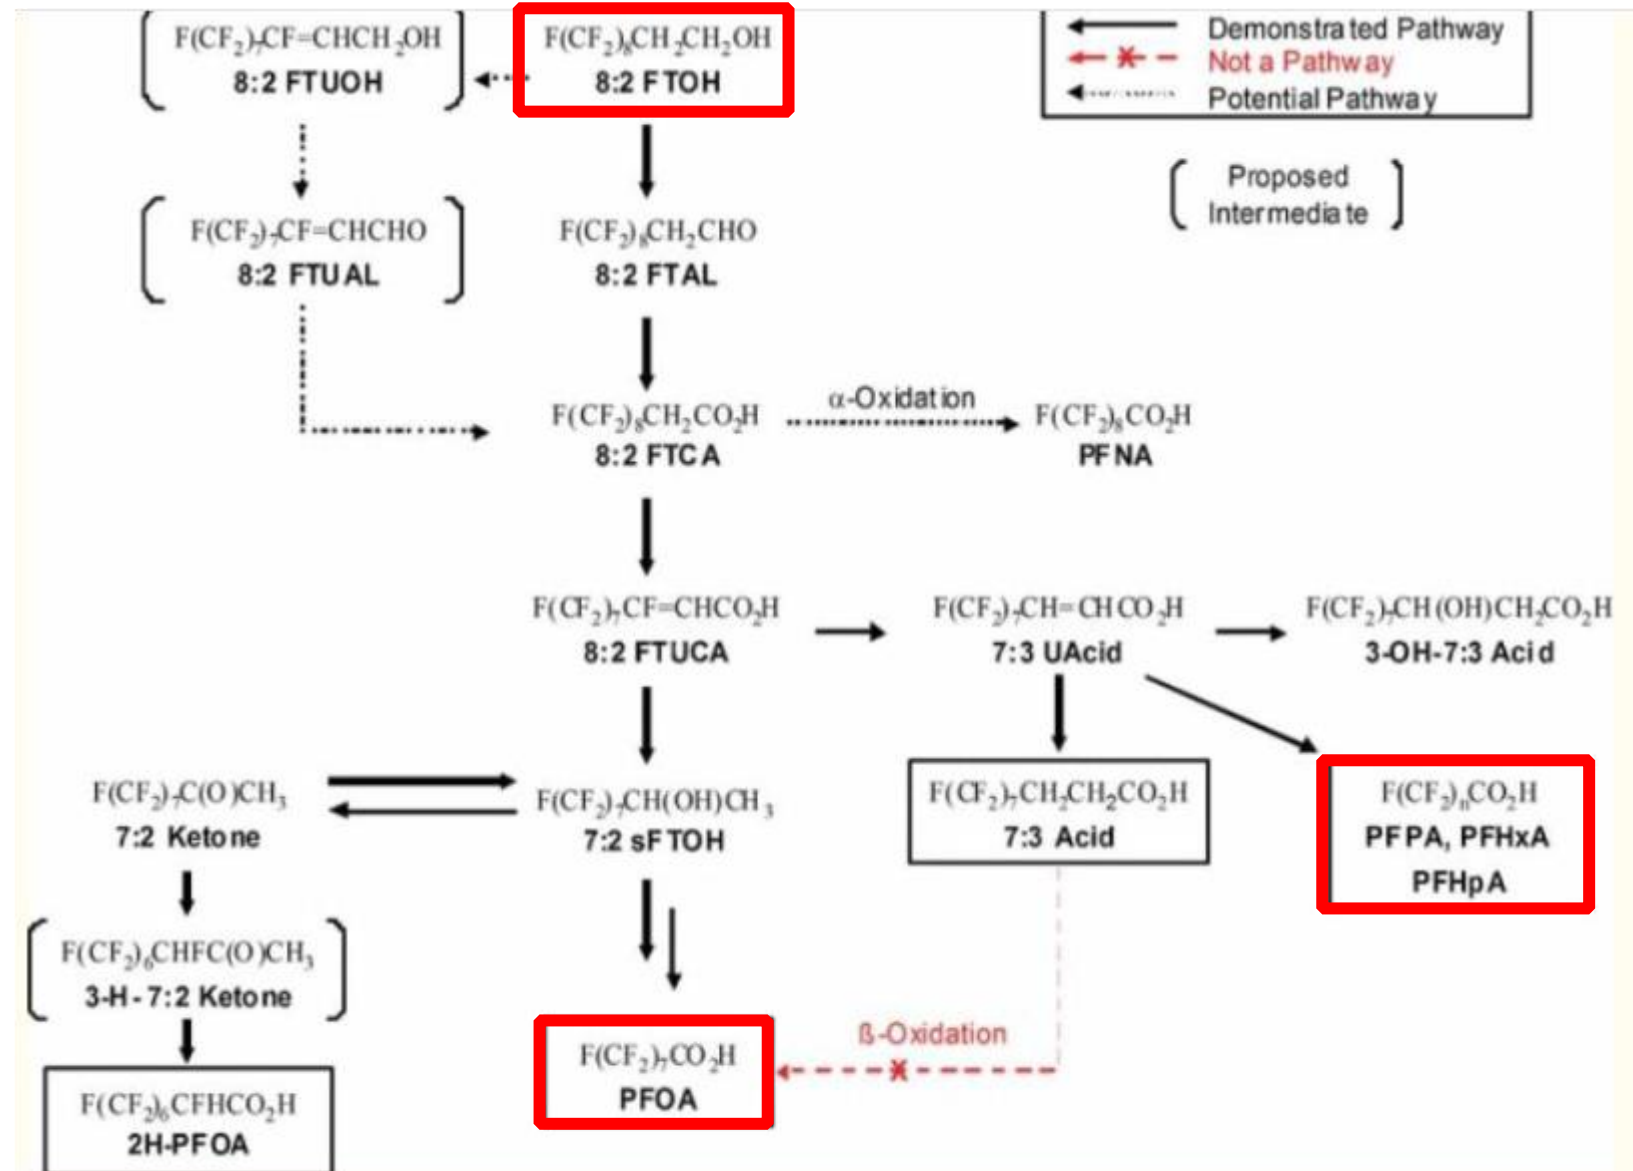 F(CF₂)₇CF=CHCH₂OH
8:2 FTUOH
F(CF₂)₈CH₂CH₂OH
8:2 FTOH
Demonstrated Pathway
Not a Pathway
Potential Pathway
Proposed
Intermediate
F(CF₂)₇CF=CHCHO
8:2 FTUAL
F(CF₂)₈CH₂CHO
8:2 FTAL
F(CF₂)₈CH₂CO₂H
8:2 FTCA
α-Oxidation
F(CF₂)₈CO₂H
PFNA
F(CF₂)₇CF=CHCO₂H
8:2 FTUCA
F(CF₂)₇CH=CHCO₂H
7:3 UAcid
F(CF₂)₇CH(OH)CH₂CO₂H
3-OH-7:3 Acid
F(CF₂)₇C(O)CH₃
7:2 Ketone
F(CF₂)₇CH(OH)CH₃
7:2 sFTOH
F(CF₂)₇CH₂CH₂CO₂H
7:3 Acid
F(CF₂)ₙCO₂H
PFPA, PFHxA
PFHpA
F(CF₂)₆CHFC(O)CH₃
3-H-7:2 Ketone
F(CF₂)₇CO₂H
PFOA
ß-Oxidation
F(CF₂)₆CFHCO₂H
2H-PFOA